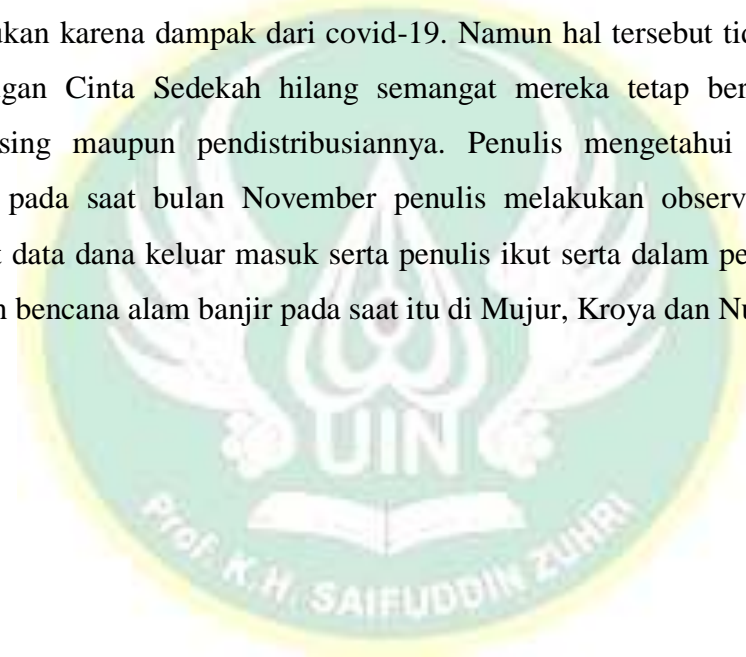 ukan karena dampak dari covid-19. Namun hal tersebut tid
gan Cinta Sedekah hilang semangat mereka tetap ber
sing maupun pendistribusiannya. Penulis mengetahui
pada saat bulan November penulis melakukan observ
t data dana keluar masuk serta penulis ikut serta dalam pe
n bencana alam banjir pada saat itu di Mujur, Kroya dan Nu
UIN
Prof. K.H. SAIFUDDIN ZUHRI